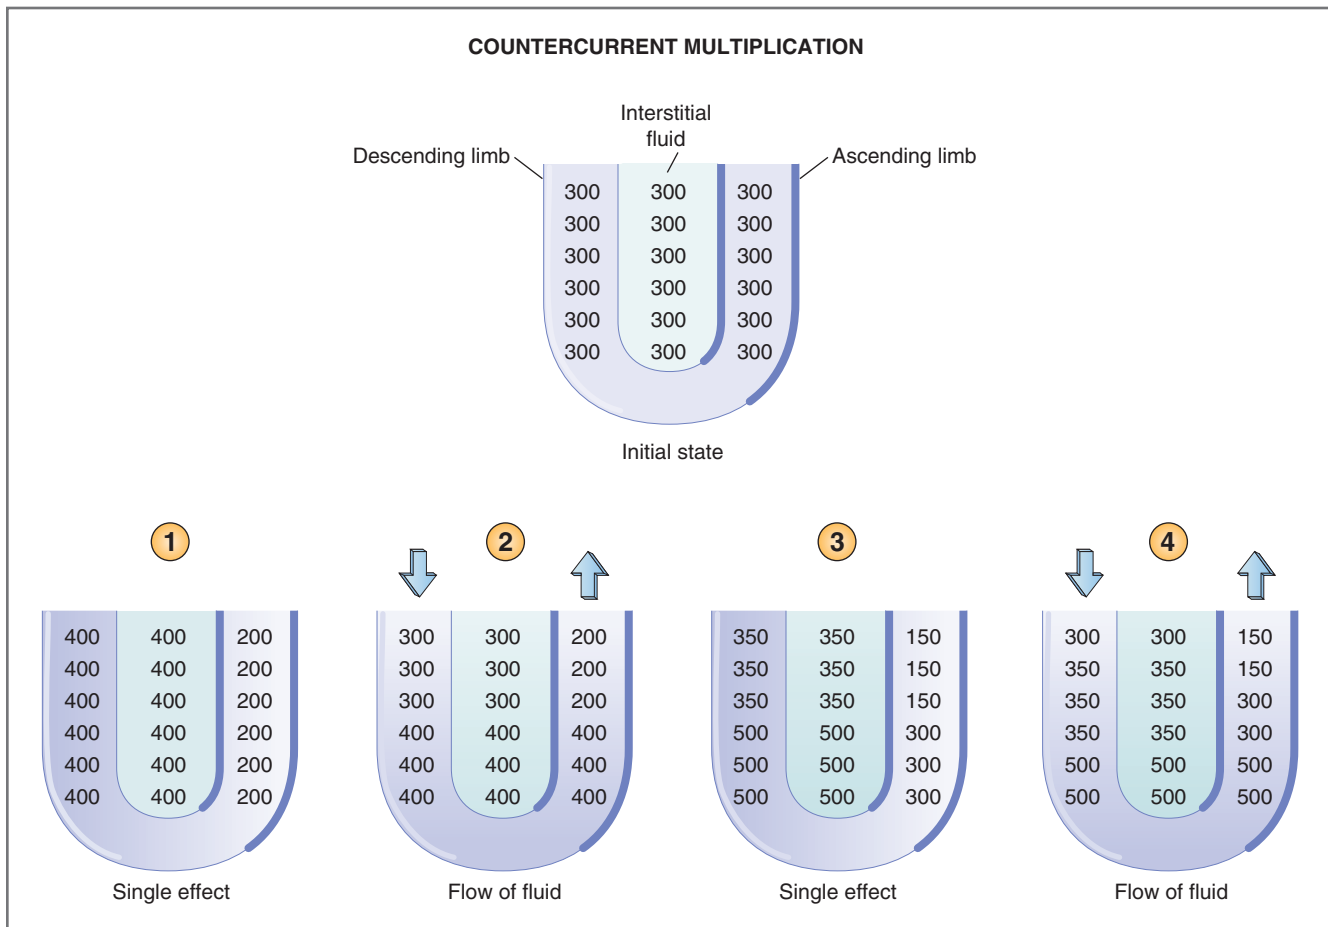 COUNTERCURRENT MULTIPLICATION
Interstitial
fluid
Descending limb
Ascending limb
300 300 300
300 300 300
300 300 300
300 300 300
300 300 300
300 300 300
Initial state
1
400 400 200
400 400 200
400 400 200
400 400 200
400 400 200
400 400 200
Single effect
2
300 300 200
300 300 200
300 300 200
400 400 400
400 400 400
400 400 400
Flow of fluid
3
350 350 150
350 350 150
350 350 150
500 500 300
500 500 300
500 500 300
Single effect
4
300 300 150
350 350 150
350 350 300
350 350 300
500 500 500
500 500 500
Flow of fluid